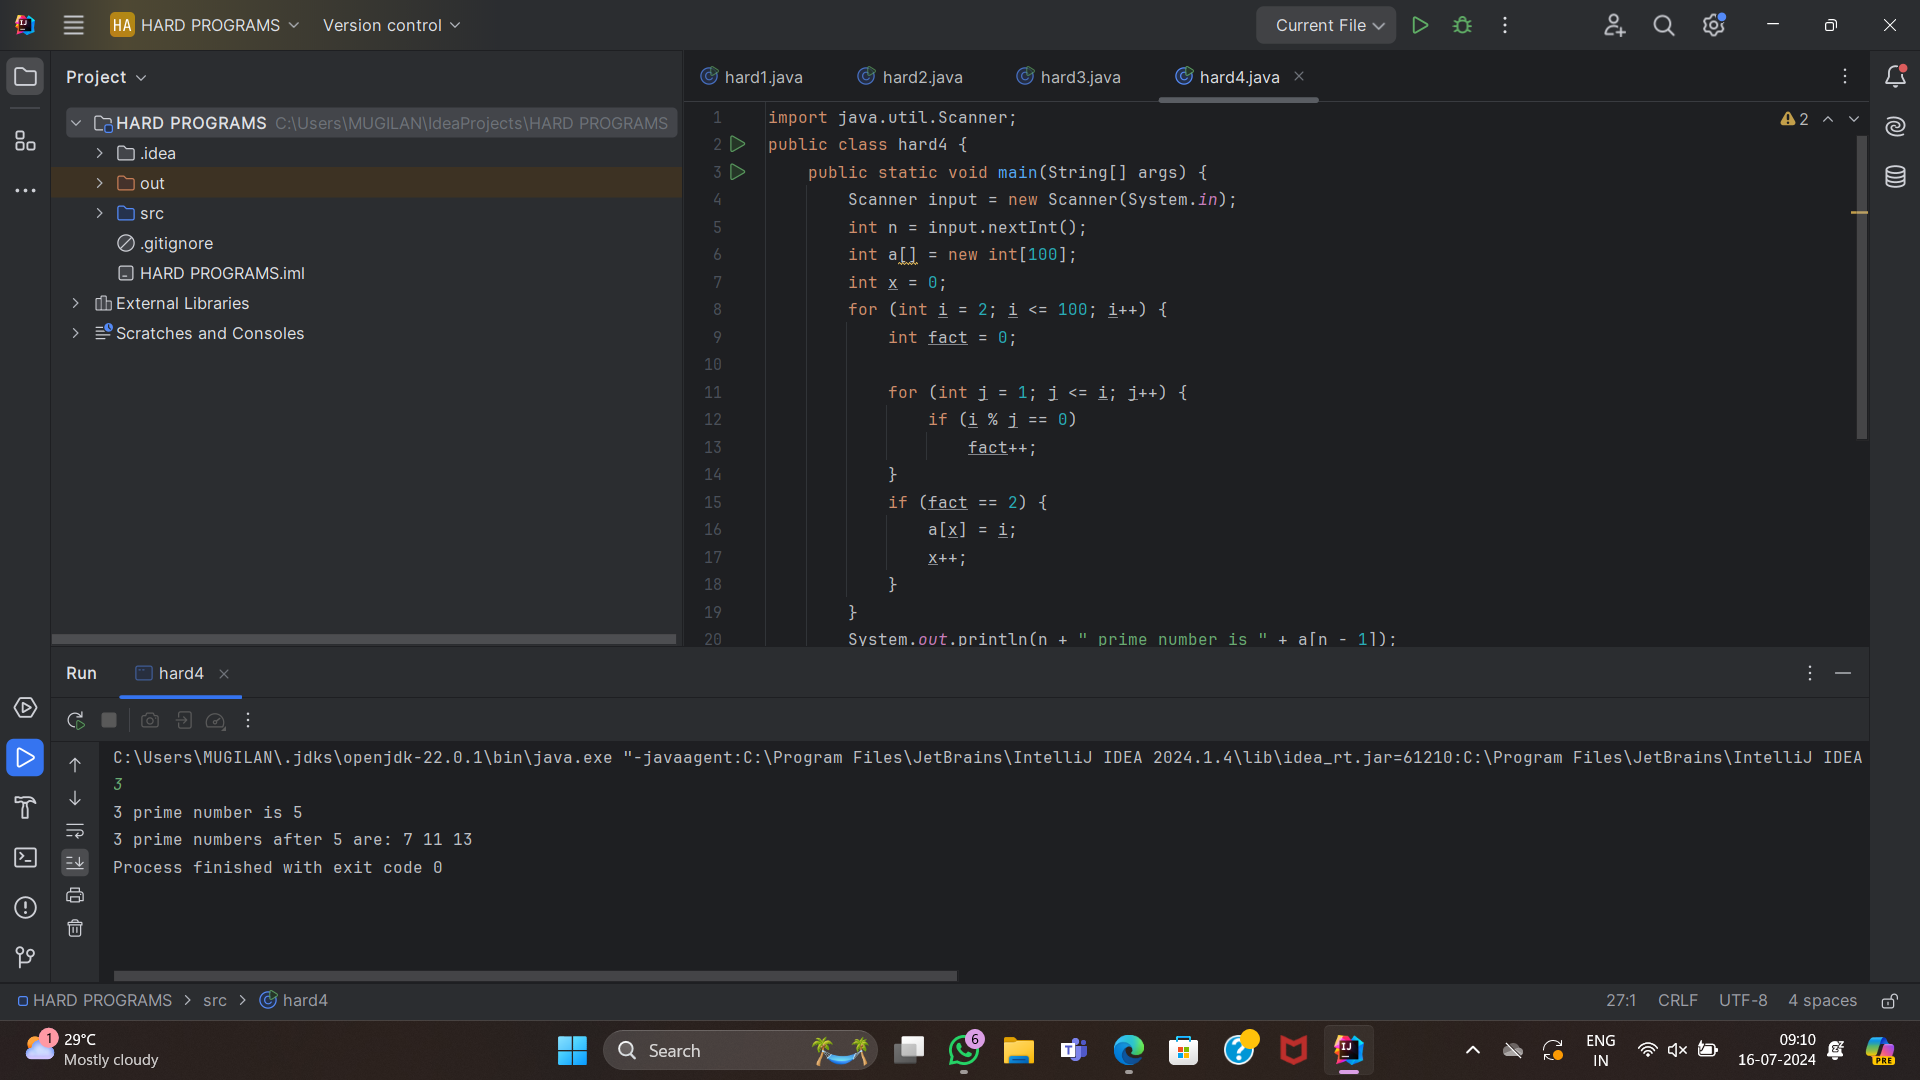 HA HARD PROGRAMS Version control Current File
Project
HARD PROGRAMS C:\Users\MUGILAN\IdeaProjects\HARD PROGRAMS
.idea
out
src
.gitignore
HARD PROGRAMS.iml
External Libraries
Scratches and Consoles
hard1.java hard2.java hard3.java hard4.java
2
1 import java.util.Scanner;
2 public class hard4 {
3 public static void main(String[] args) {
4 Scanner input = new Scanner(System.in);
5 int n = input.nextInt();
6 int a[] = new int[100];
7 int x = 0;
8 for (int i = 2; i <= 100; i++) {
9 int fact = 0;
10
11 for (int j = 1; j <= i; j++) {
12 if (i % j == 0)
13 fact++;
14 }
15 if (fact == 2) {
16 a[x] = i;
17 x++;
18 }
19 }
20 System.out.println(n + " prime number is " + a[n - 1]);
Run hard4
C:\Users\MUGILAN\.jdks\openjdk-22.0.1\bin\java.exe "-javaagent:C:\Program Files\JetBrains\IntelliJ IDEA 2024.1.4\lib\idea_rt.jar=61210:C:\Program Files\JetBrains\IntelliJ IDEA
3
3 prime number is 5
3 prime numbers after 5 are: 7 11 13
Process finished with exit code 0
HARD PROGRAMS > src > hard4 27:1 CRLF UTF-8 4 spaces
1 29°C
Mostly cloudy
Search
6
ENG
IN
09:10
16-07-2024
PRE